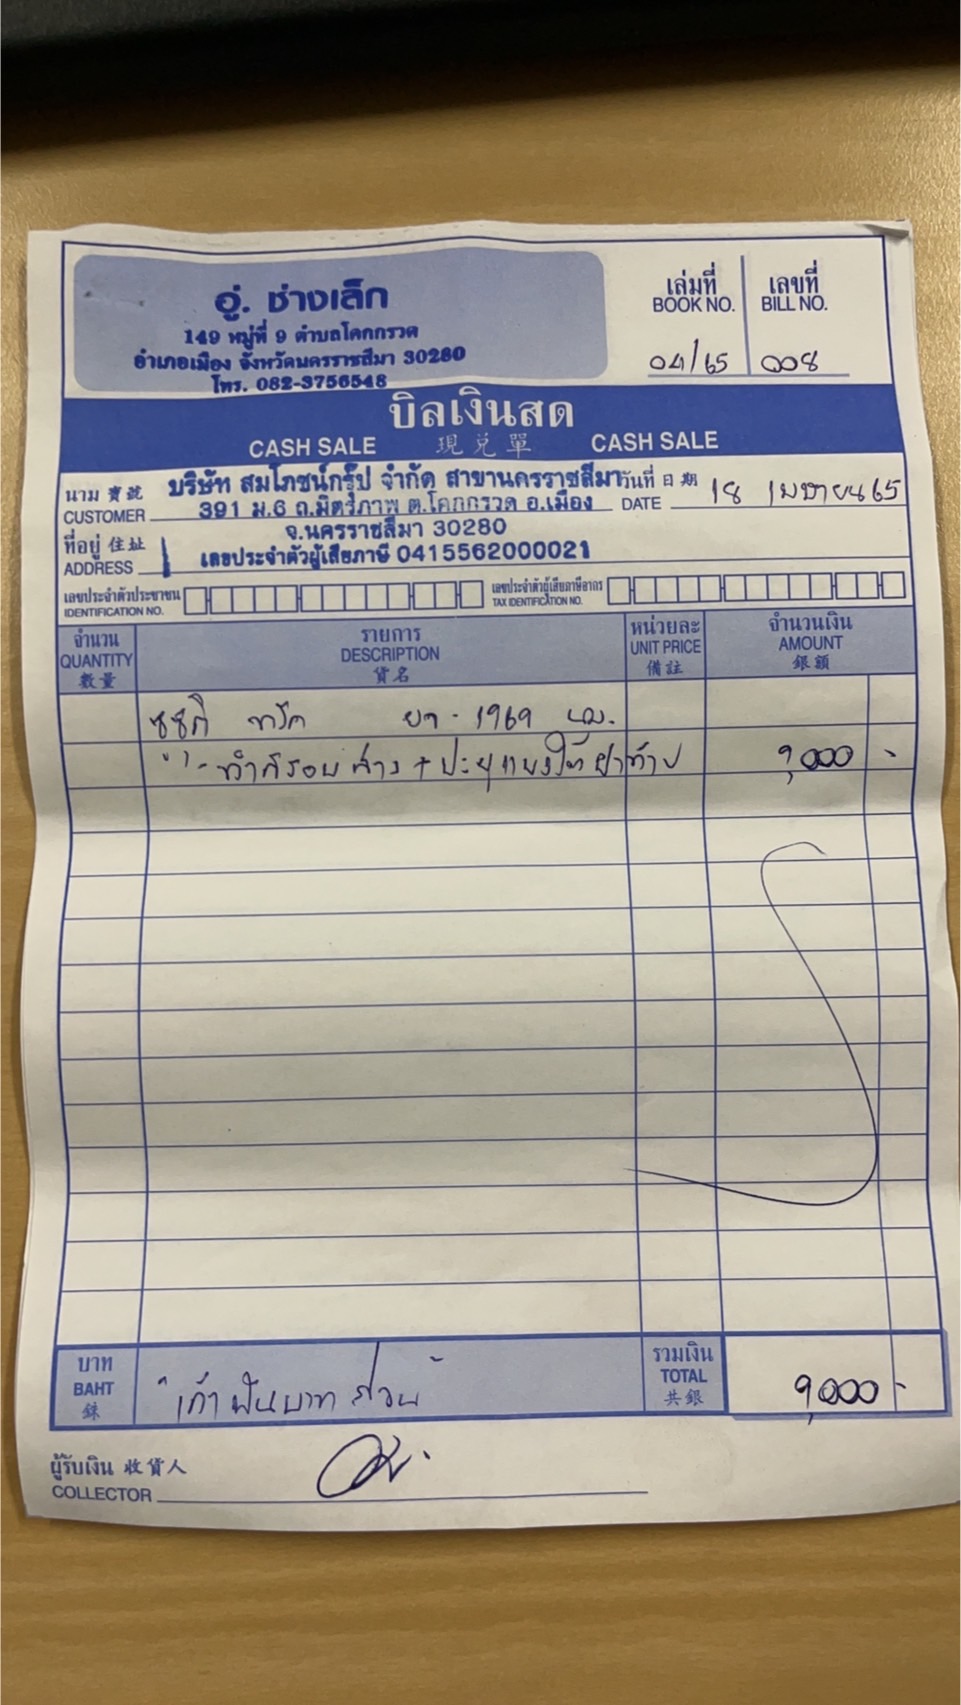 อู่. ช่างเล็ก
149 หมู่ที่ 9 ตำบลโคกกรวด
อำเภอเมือง จังหวัดนครราชสีมา 30280
โทร. 082-3756548
เล่มที่ เลขที่
BOOK NO. BILL NO.
04/65 008
บิลเงินสด
CASH SALE 現兌單 CASH SALE
นาม 寶號 บริษัท สมโภชน์กรุ๊ป จำกัด สาขานครราชสีมา วันที่ 日期 18 เมษายน 65
CUSTOMER 391 ม.6 ถ.มิตรภาพ ต.โคกกรวด อ.เมือง DATE
ที่อยู่ 住址 จ.นครราชสีมา 30280
ADDRESS เลขประจำตัวผู้เสียภาษี 0415562000021
เลขประจำตัวประชาชน เลขประจำตัวผู้เสียภาษีอากร
IDENTIFICATION NO. TAX IDENTIFICATION NO.
จำนวน รายการ หน่วยละ จำนวนเงิน
QUANTITY DESCRIPTION UNIT PRICE AMOUNT
數量 貨名 備註 銀額
1969 นม.
9,000 -
บาท รวมเงิน
BAHT เก้าพันบาทถ้วน TOTAL 9,000 -
銖 共銀
ผู้รับเงิน 收貨人
COLLECTOR